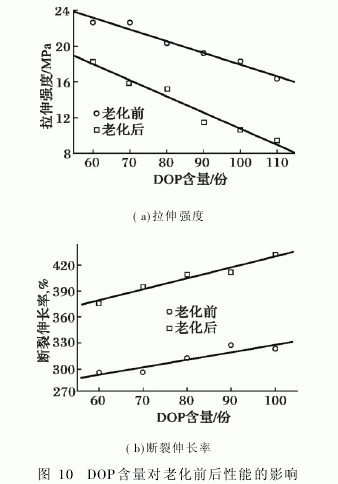 24
20
16
12
8
拉伸强度/MPa
老化前
老化后
60 70 80 90 100 110
DOP含量/份
(a)拉伸强度
420
390
360
330
300
270
断裂伸长率,%
老化前
老化后
60 70 80 90 100
DOP含量/份
(b)断裂伸长率
图 10 DOP含量对老化前后性能的影响